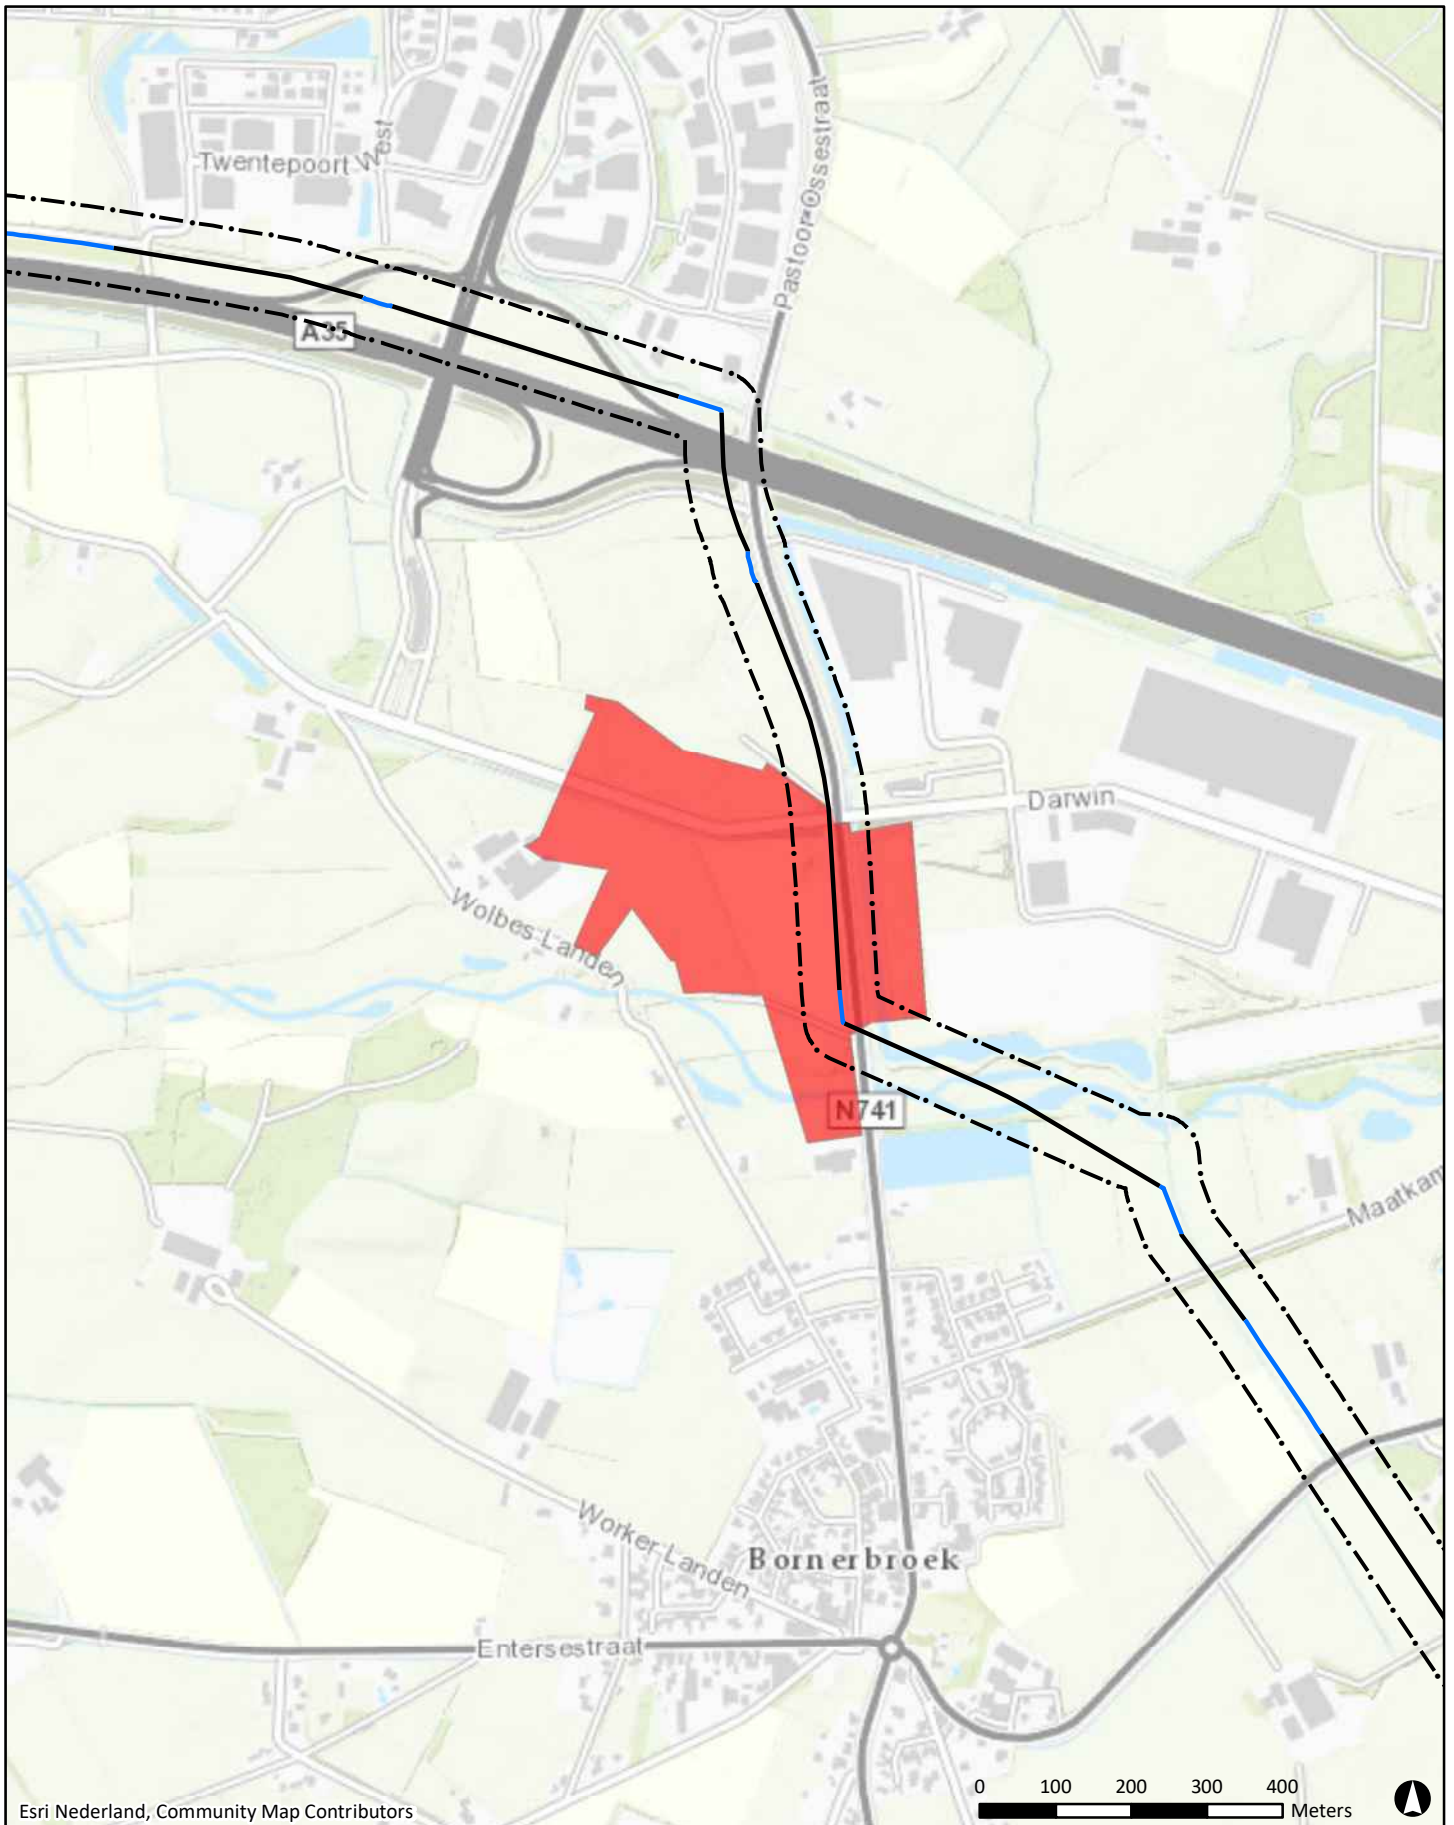 Twentepoort West
Pastoor Ossestraat
A35
Darwin
Wolbes Landen
N741
Maatkam
Worker Landen
Bornerbroek
Entersestraat
0 100 200 300 400
Meters
Esri Nederland, Community Map Contributors